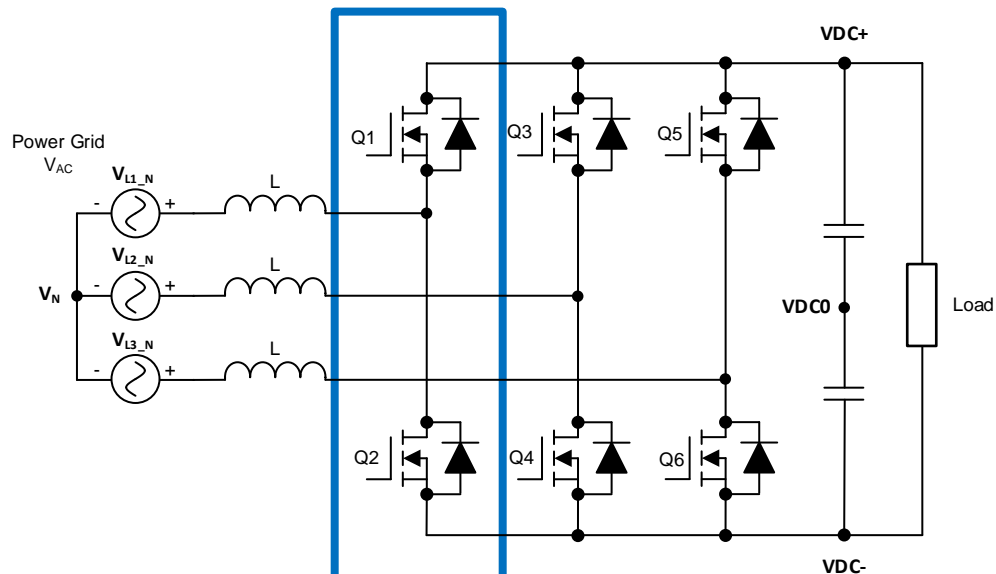 VDC+
Q1
Q3
Q5
Power Grid
VAC
VL1_N
- +
L
VL2_N
- +
L
VN
VDC0
Load
VL3_N
- +
L
Q2
Q4
Q6
VDC-